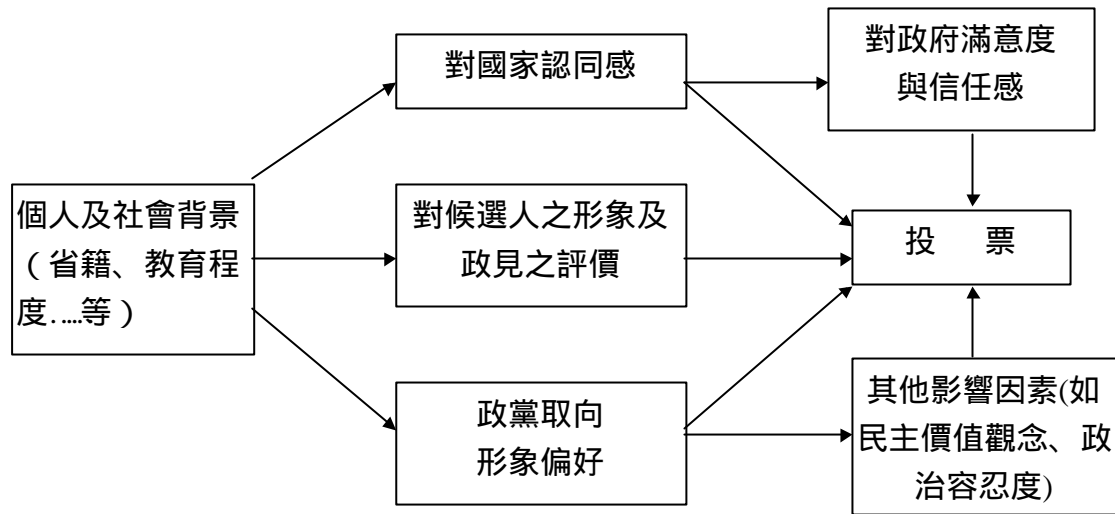 對國家認同感
對政府滿意度
與信任感
個人及社會背景
（省籍、教育程
度.....等）
對候選人之形象及
政見之評價
投 票
政黨取向
形象偏好
其他影響因素(如
民主價值觀念、政
治容忍度)